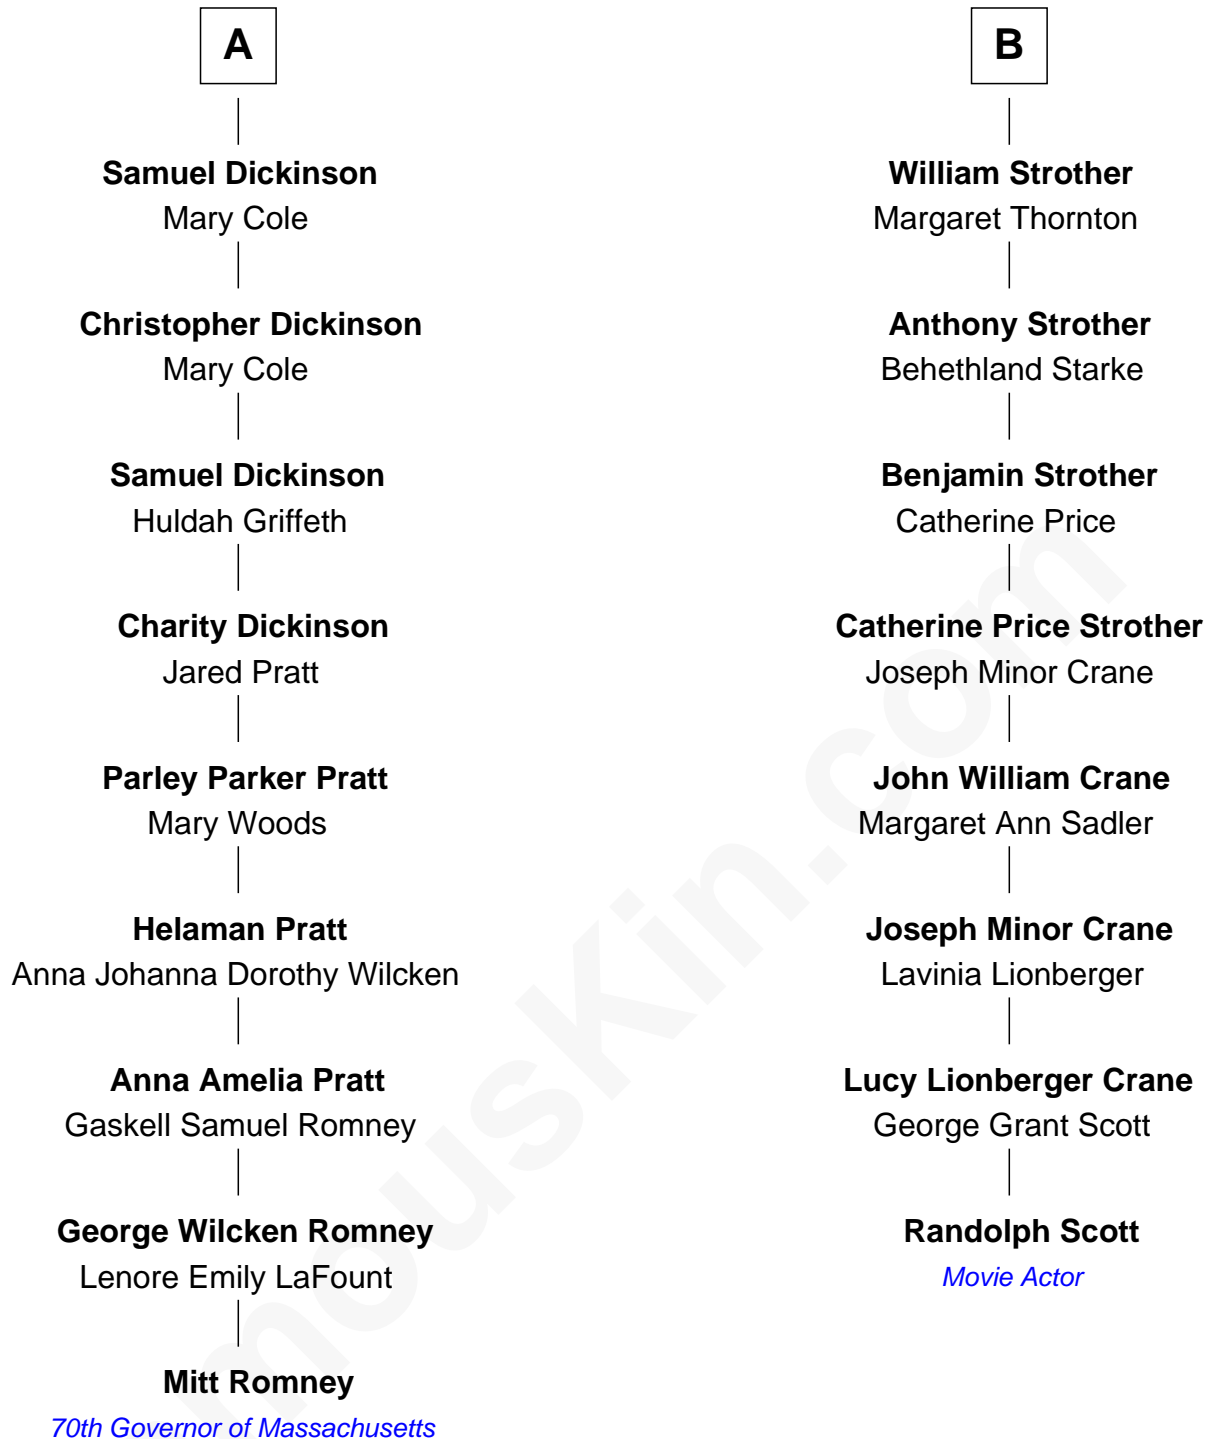 A
Samuel Dickinson
Mary Cole
Christopher Dickinson
Mary Cole
Samuel Dickinson
Huldah Griffeth
Charity Dickinson
Jared Pratt
Parley Parker Pratt
Mary Woods
Helaman Pratt
Anna Johanna Dorothy Wilcken
Anna Amelia Pratt
Gaskell Samuel Romney
George Wilcken Romney
Lenore Emily LaFount
Mitt Romney
70th Governor of Massachusetts
B
William Strother
Margaret Thornton
Anthony Strother
Behethland Starke
Benjamin Strother
Catherine Price
Catherine Price Strother
Joseph Minor Crane
John William Crane
Margaret Ann Sadler
Joseph Minor Crane
Lavinia Lionberger
Lucy Lionberger Crane
George Grant Scott
Randolph Scott
Movie Actor
mousKin.com